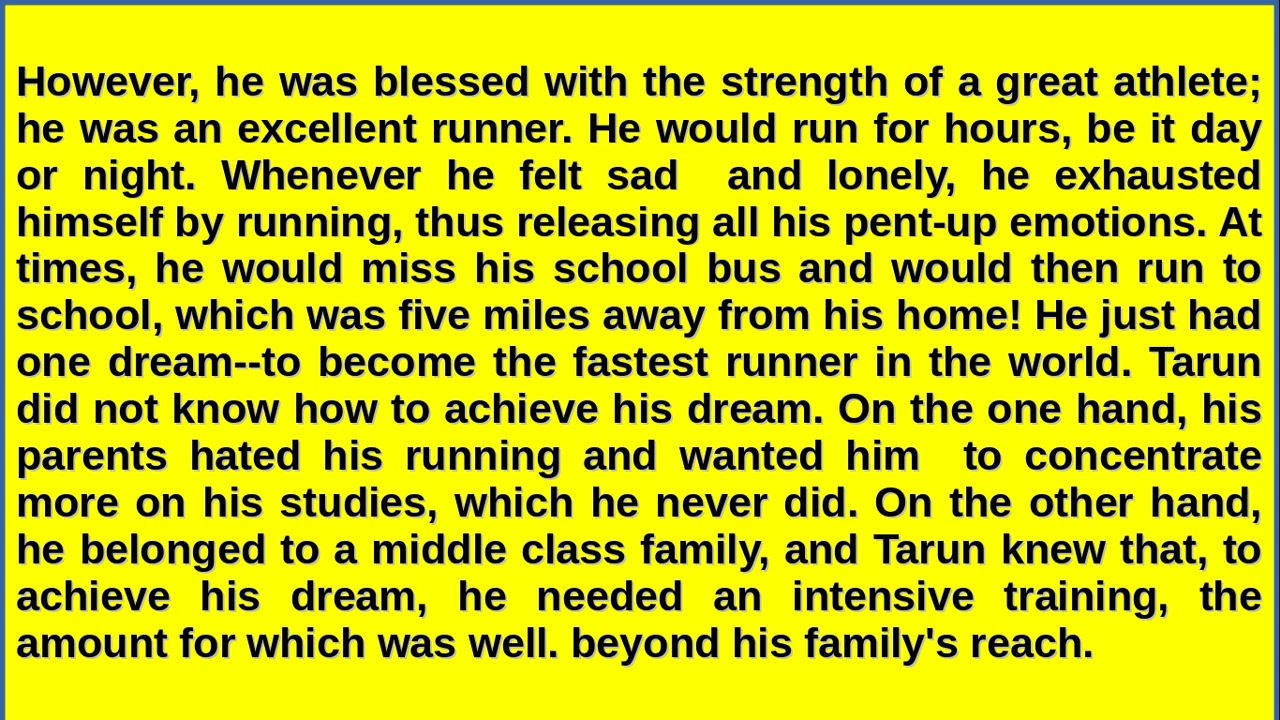 However, he was blessed with the strength of a great athlete;
he was an excellent runner. He would run for hours, be it day
or night. Whenever he felt sad  and lonely, he exhausted
himself by running, thus releasing all his pent-up emotions. At
times, he would miss his school bus and would then run to
school, which was five miles away from his home! He just had
one dream--to become the fastest runner in the world. Tarun
did not know how to achieve his dream. On the one hand, his
parents hated his running and wanted him  to concentrate
more on his studies, which he never did. On the other hand,
he belonged to a middle class family, and Tarun knew that, to
achieve his dream, he needed an intensive training, the
amount for which was well. beyond his family's reach.